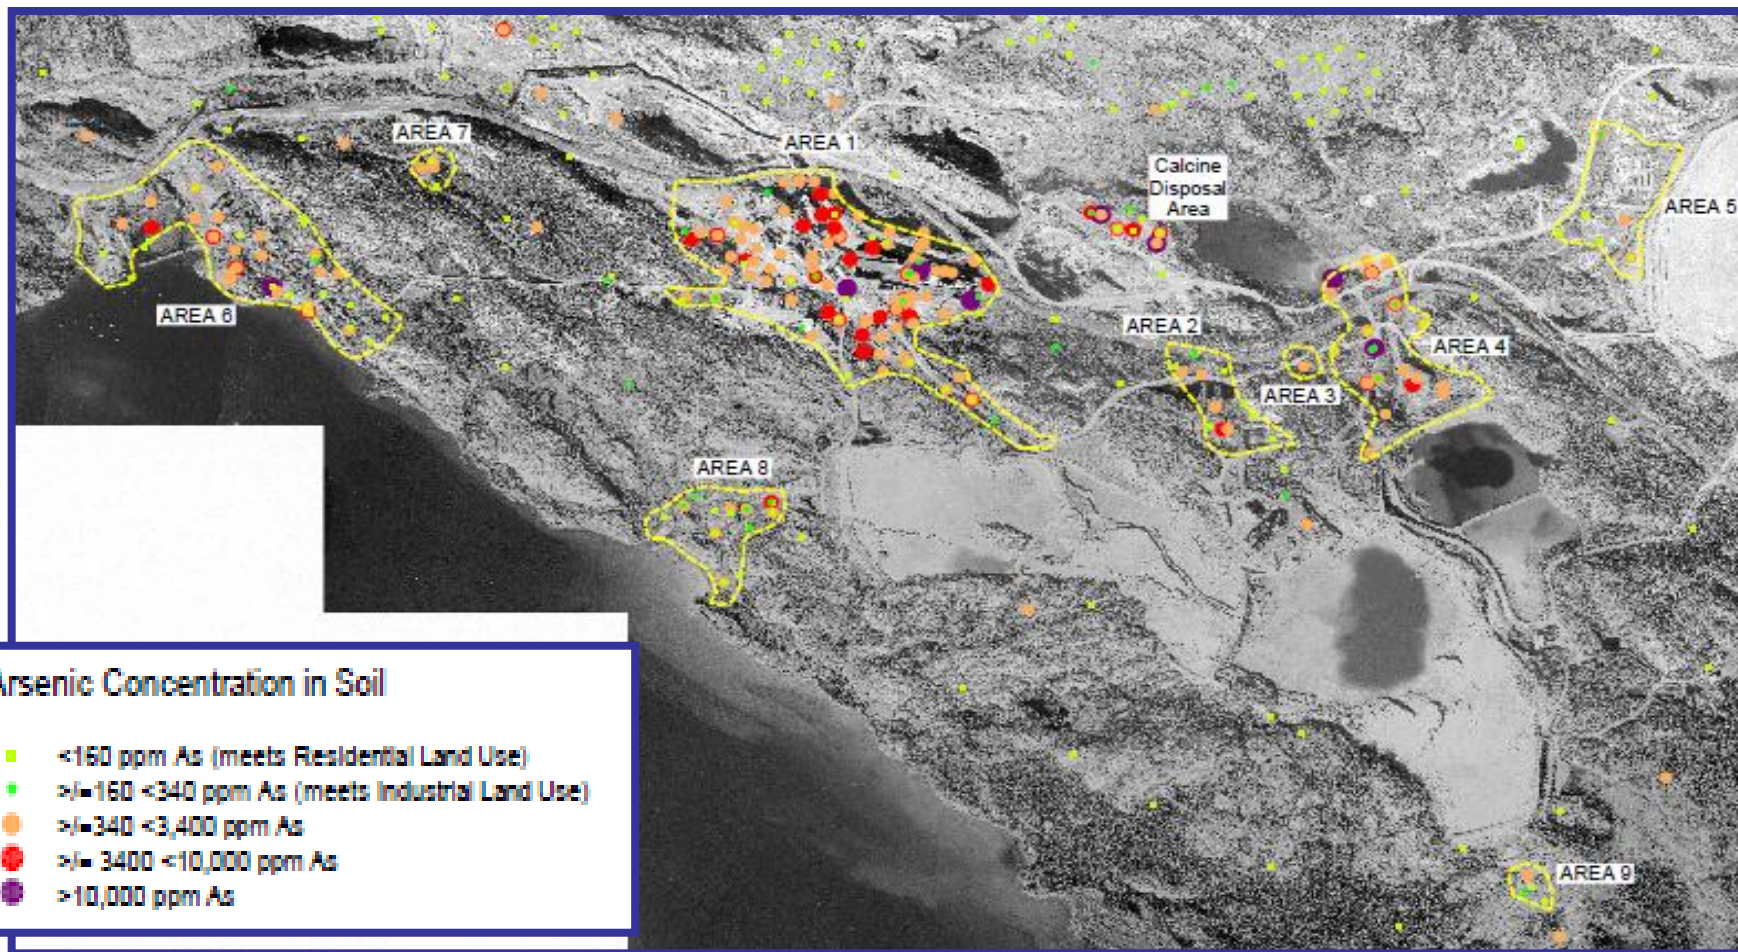 AREA 7
AREA 1
Calcine
Disposal
Area
AREA 5
AREA 6
AREA 2
AREA 4
AREA 3
AREA 8
AREA 9
Arsenic Concentration in Soil
<160 ppm As (meets Residential Land Use)
>/=160 <340 ppm As (meets Industrial Land Use)
>/=340 <3,400 ppm As
>/= 3400 <10,000 ppm As
>10,000 ppm As